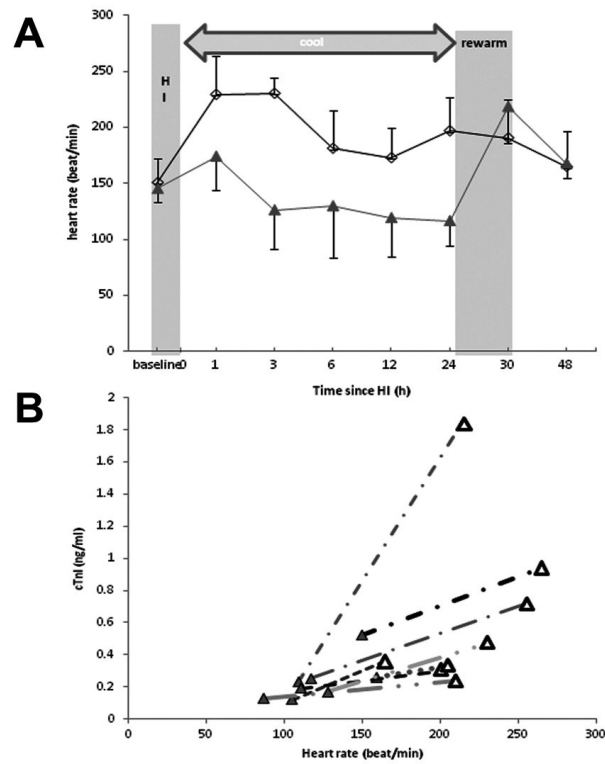 A
300
250
200
150
100
50
0
heart rate (beat/min)
H
I
cool
rewarm
baseline 0 1 3 6 12 24 30 48
Time since HI (h)
B
2
1.8
1.6
1.4
1.2
1
0.8
0.6
0.4
0.2
0
cTnI (ng/ml)
0 50 100 150 200 250 300
Heart rate (beat/min)